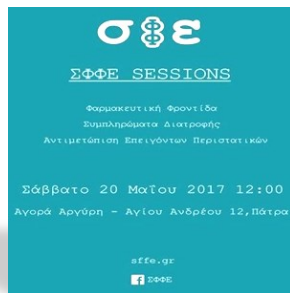 σφε
ΣΦΦΕ SESSIONS
Φαρμακευτική Φροντίδα
Συμπληρώματα Διατροφής
Αντιμετώπιση Επειγόντων Περιστατικών
Σάββατο 20 Μαΐου 2017 12:00
Αγορά Αργύρη - Αγίου Ανδρέου 12,Πάτρα
sffe.gr
ΣΦΦΕ